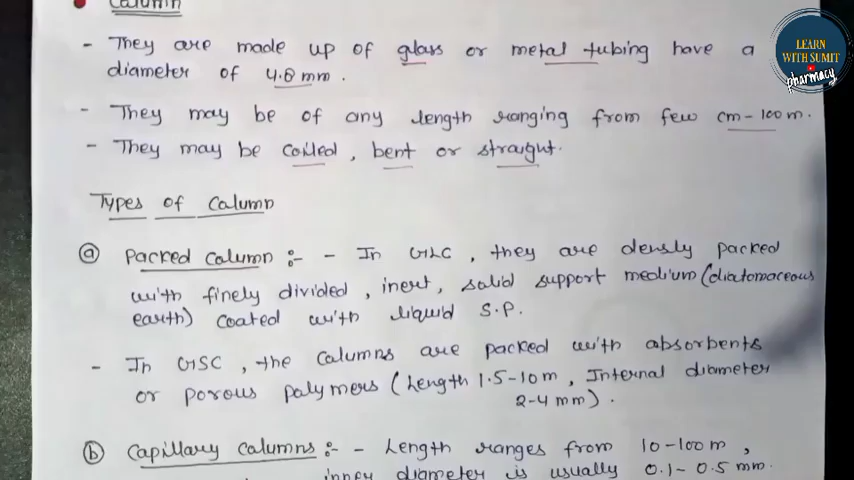 Column
- They are made up of glass or metal tubing have a
diameter of 4.8 mm.
- They may be of any length ranging from few cm - 100 m.
- They may be coiled, bent or straignt.
Types of Column
(a) Packed Column :- - In GLC, they are densly packed
with finely divided, inert, solid support medium (diatomaceous
earth) coated with liquid S.P.
- In GSC, the columns are packed with absorbents
or porous polymers (Length 1.5-10m, Internal diameter
2-4 mm).
(b) Capillary Columns :- - Length ranges from 10-100 m,
inner diameter is usually 0.1-0.5 mm.
LEARN
WITH SUMIT
pharmacy